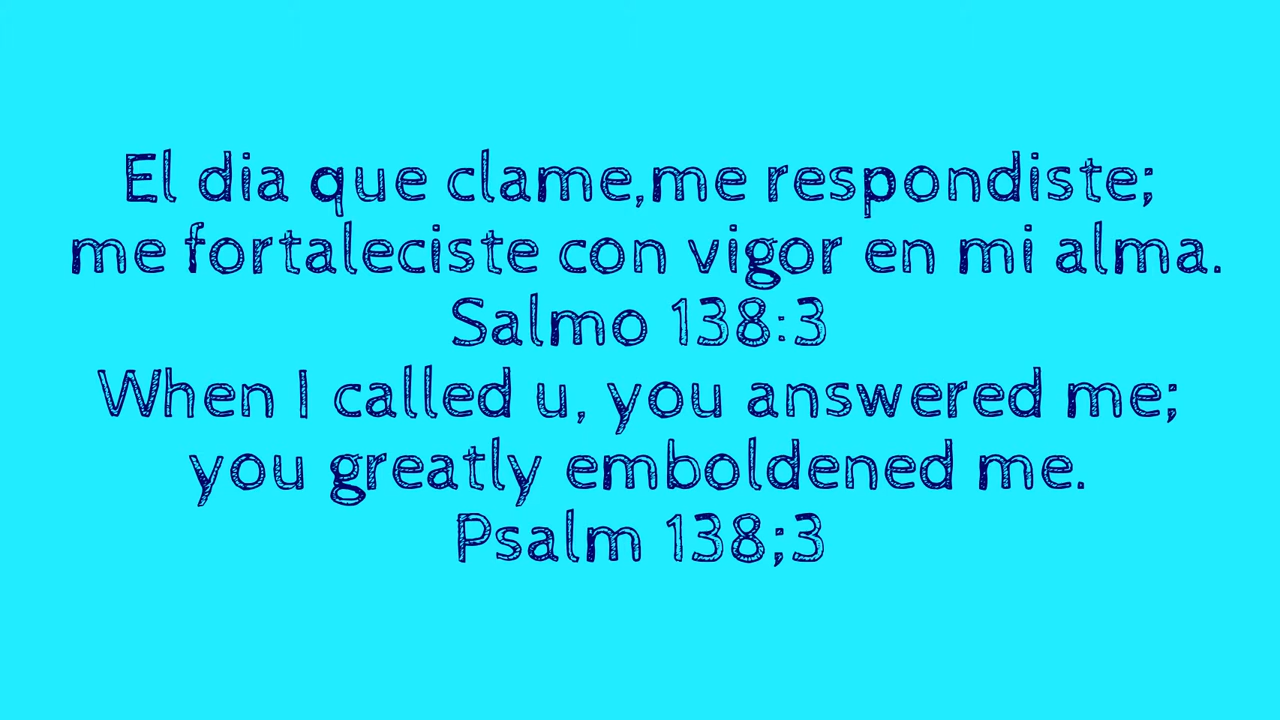 El dia que clame,me respondiste;
me fortaleciste con vigor en mi alma.
Salmo 138:3
When I called u, you answered me;
you greatly emboldened me.
Psalm 138;3